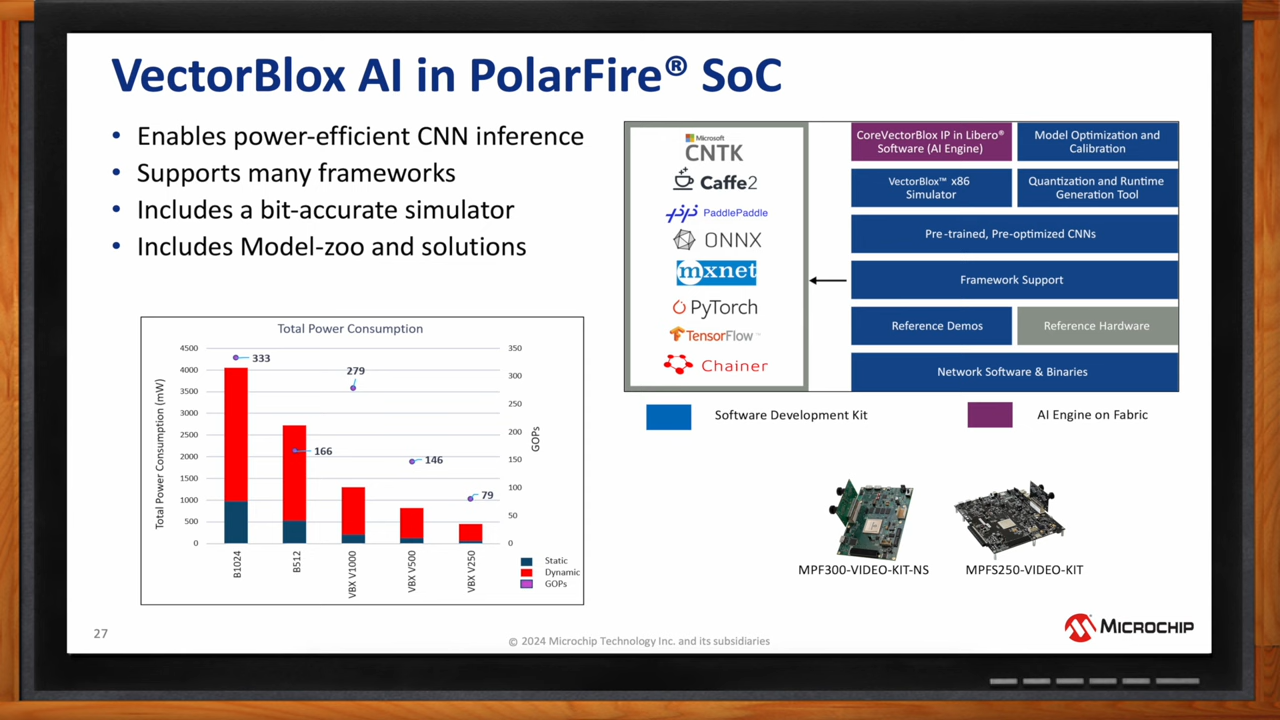 VectorBlox AI in PolarFire® SoC
• Enables power-efficient CNN inference
• Supports many frameworks
• Includes a bit-accurate simulator
• Includes Model-zoo and solutions
Microsoft
CNTK
Caffe2
PaddlePaddle
ONNX
mxnet
PyTorch
TensorFlow™
Chainer
CoreVectorBlox IP in Libero®
Software (AI Engine)
Model Optimization and
Calibration
VectorBlox™ x86
Simulator
Quantization and Runtime
Generation Tool
Pre-trained, Pre-optimized CNNs
Framework Support
Reference Demos
Reference Hardware
Network Software & Binaries
Software Development Kit
AI Engine on Fabric
Total Power Consumption
Total Power Consumption (mW)
4500
4000
3500
3000
2500
2000
1500
1000
500
0
333
166
279
146
79
350
300
250
200
150
100
50
0
GOPs
B1024
B512
VBX V1000
VBX V500
VBX V250
Static
Dynamic
GOPs
MPF300-VIDEO-KIT-NS
MPFS250-VIDEO-KIT
27
© 2024 Microchip Technology Inc. and its subsidiaries
MICROCHIP